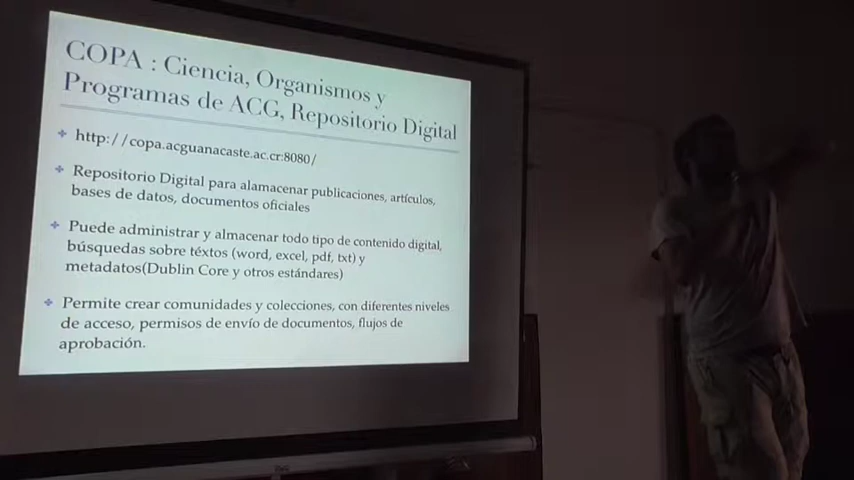 COPA : Ciencia, Organismos y
Programas de ACG, Repositorio Digital
http://copa.acguanacaste.ac.cr:8080/
Repositorio Digital para alamacenar publicaciones, artículos,
bases de datos, documentos oficiales
Puede administrar y almacenar todo tipo de contenido digital,
búsquedas sobre téxtos (word, excel, pdf, txt) y
metadatos(Dublin Core y otros estándares)
Permite crear comunidades y colecciones, con diferentes niveles
de acceso, permisos de envío de documentos, flujos de
aprobación.